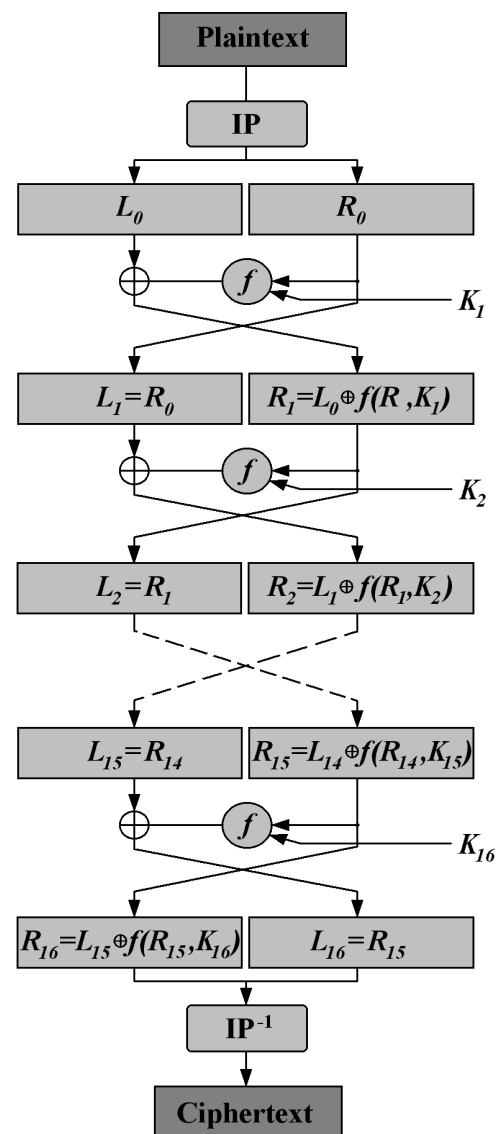 Plaintext
IP
L₀ R₀
⊕ f
K₁
L₁=R₀ R₁=L₀⊕f(R ,K₁)
⊕ f
K₂
L₂=R₁ R₂=L₁⊕f(R₁,K₂)
L₁₅=R₁₄ R₁₅=L₁₄⊕f(R₁₄,K₁₅)
⊕ f
K₁₆
R₁₆=L₁₅⊕f(R₁₅,K₁₆) L₁₆=R₁₅
IP⁻¹
Ciphertext